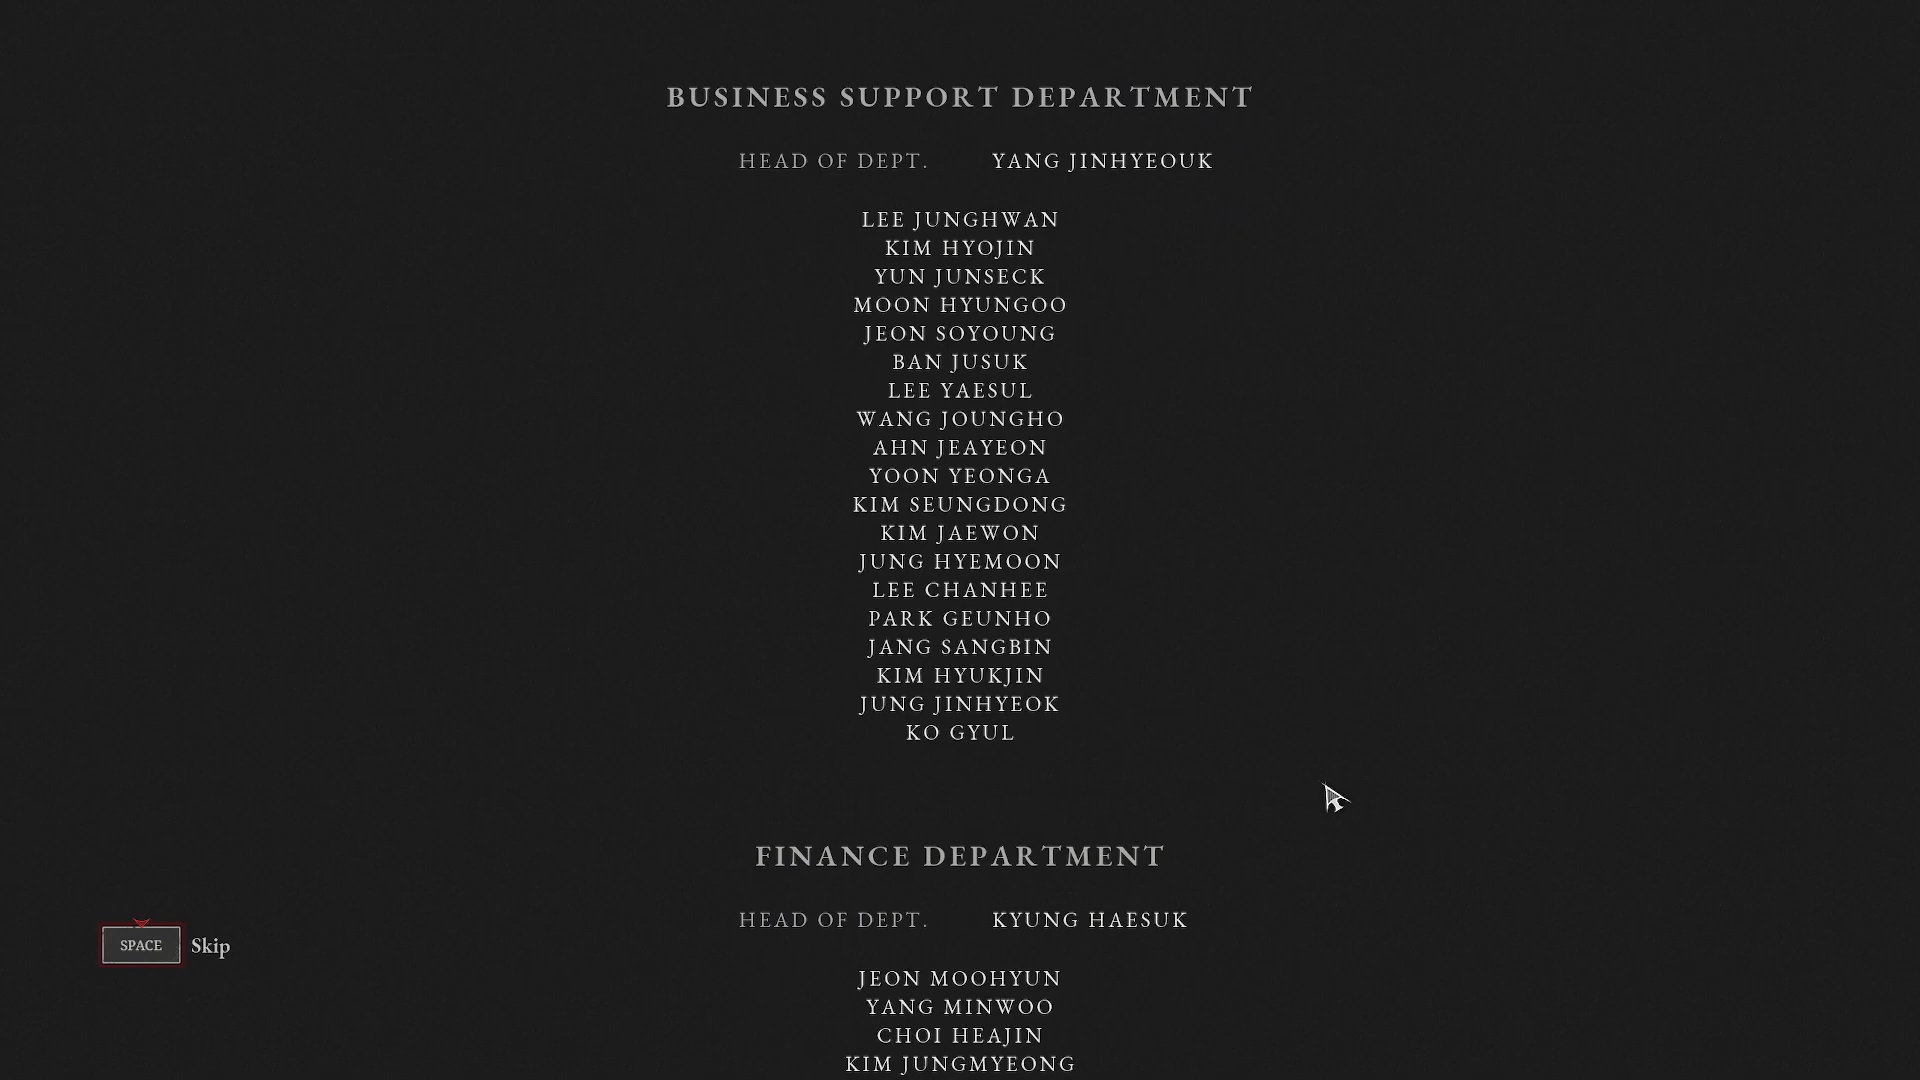 BUSINESS SUPPORT DEPARTMENT
HEAD OF DEPT. YANG JINHYEOUK
LEE JUNGHWAN
KIM HYOJIN
YUN JUNSECK
MOON HYUNGOO
JEON SOYOUNG
BAN JUSUK
LEE YAESUL
WANG JOUNGHO
AHN JEAYEON
YOON YEONGA
KIM SEUNGDONG
KIM JAEWON
JUNG HYEMOON
LEE CHANHEE
PARK GEUNHO
JANG SANGBIN
KIM HYUKJIN
JUNG JINHYEOK
KO GYUL
FINANCE DEPARTMENT
HEAD OF DEPT. KYUNG HAESUK
SPACE Skip
JEON MOOHYUN
YANG MINWOO
CHOI HEAJIN
KIM JUNGMYEONG